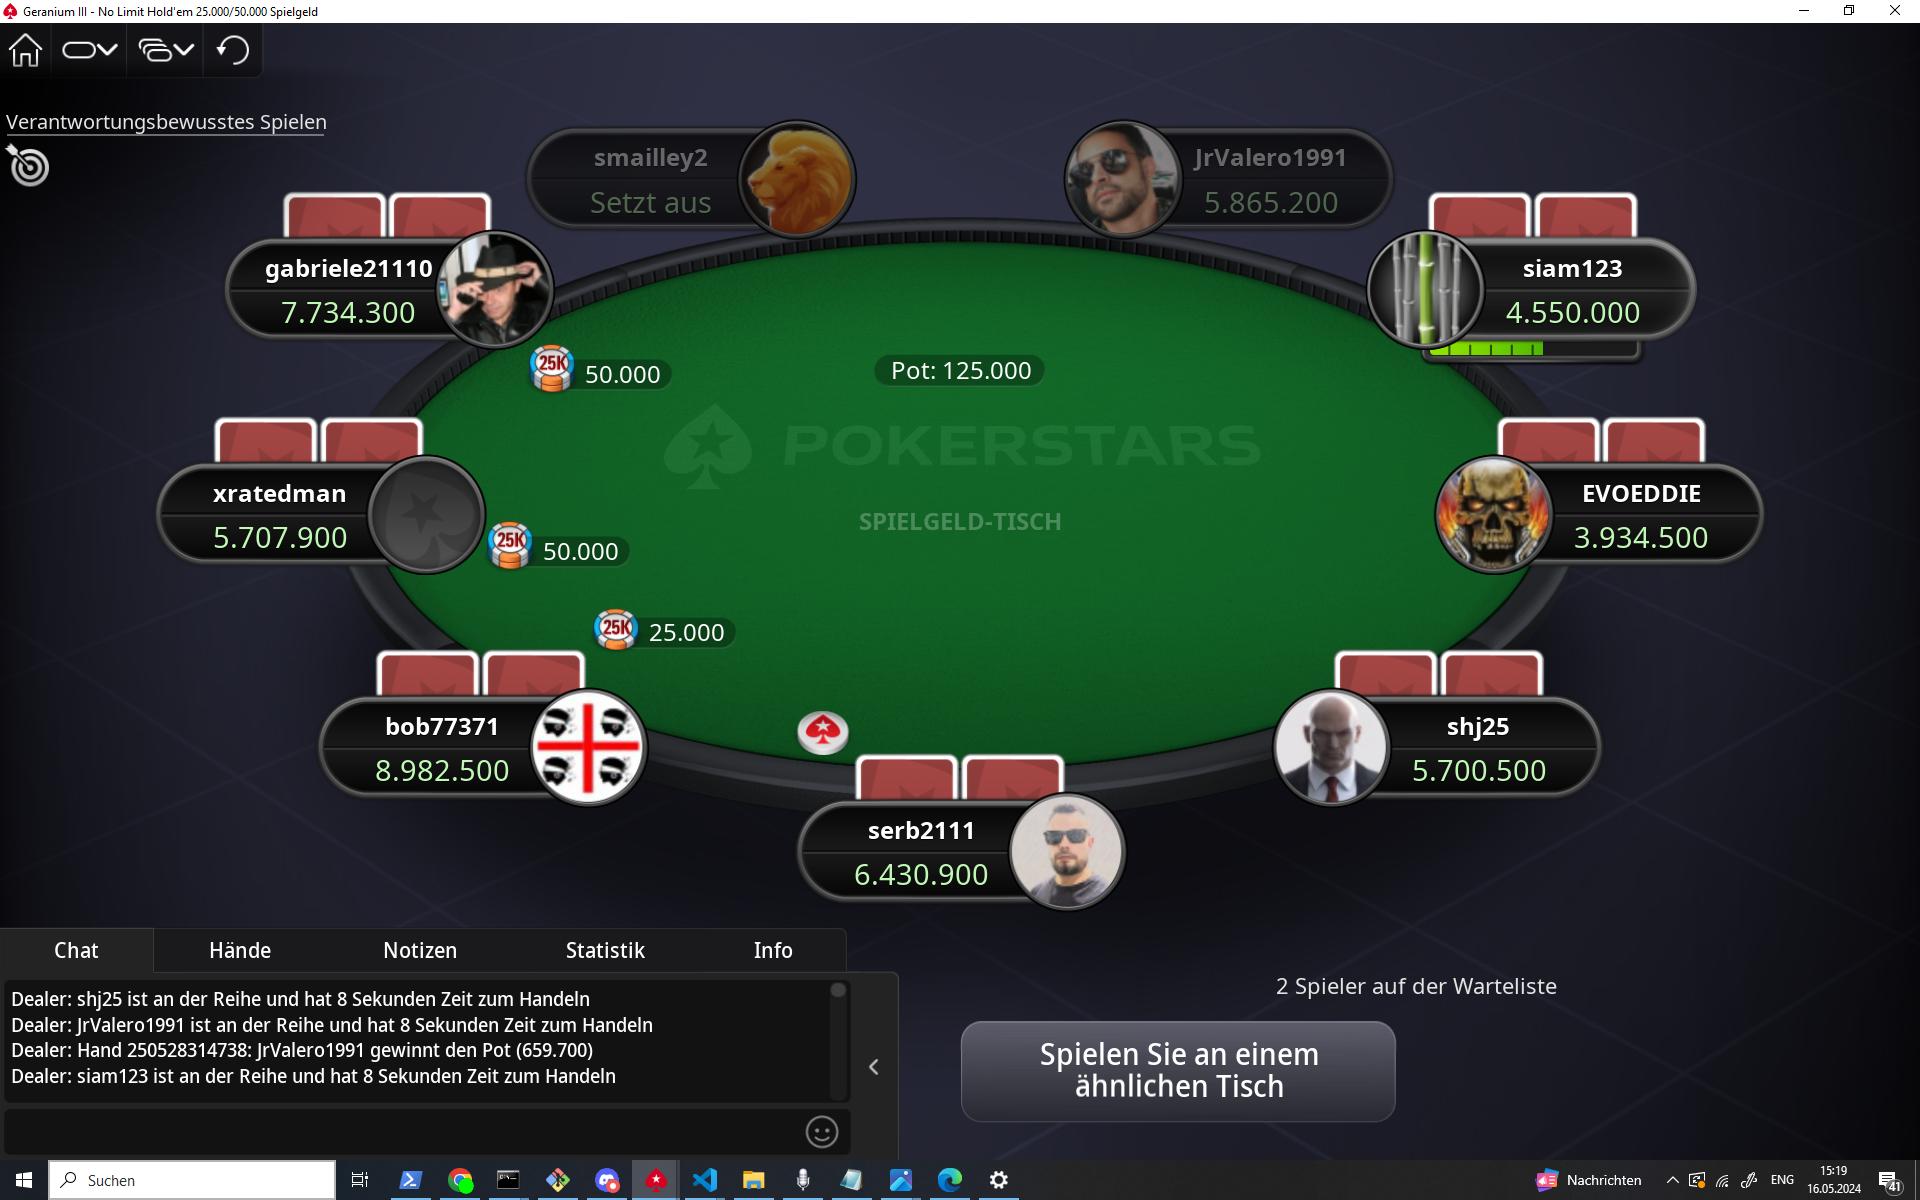 Geranium III - No Limit Hold'em 25.000/50.000 Spielgeld
Verantwortungsbewusstes Spielen
smailley2
Setzt aus
JrValero1991
5.865.200
gabriele21110
7.734.300
siam123
4.550.000
25K 50.000
Pot: 125.000
POKERSTARS
SPIELGELD-TISCH
xratedman
5.707.900
EVOEDDIE
3.934.500
25K 50.000
25K 25.000
bob77371
8.982.500
shj25
5.700.500
serb2111
6.430.900
Chat Hände Notizen Statistik Info
Dealer: shj25 ist an der Reihe und hat 8 Sekunden Zeit zum Handeln
Dealer: JrValero1991 ist an der Reihe und hat 8 Sekunden Zeit zum Handeln
Dealer: Hand 250528314738: JrValero1991 gewinnt den Pot (659.700)
Dealer: siam123 ist an der Reihe und hat 8 Sekunden Zeit zum Handeln
2 Spieler auf der Warteliste
Spielen Sie an einem
ähnlichen Tisch
Suchen
Nachrichten
ENG
15:19
16.05.2024
41